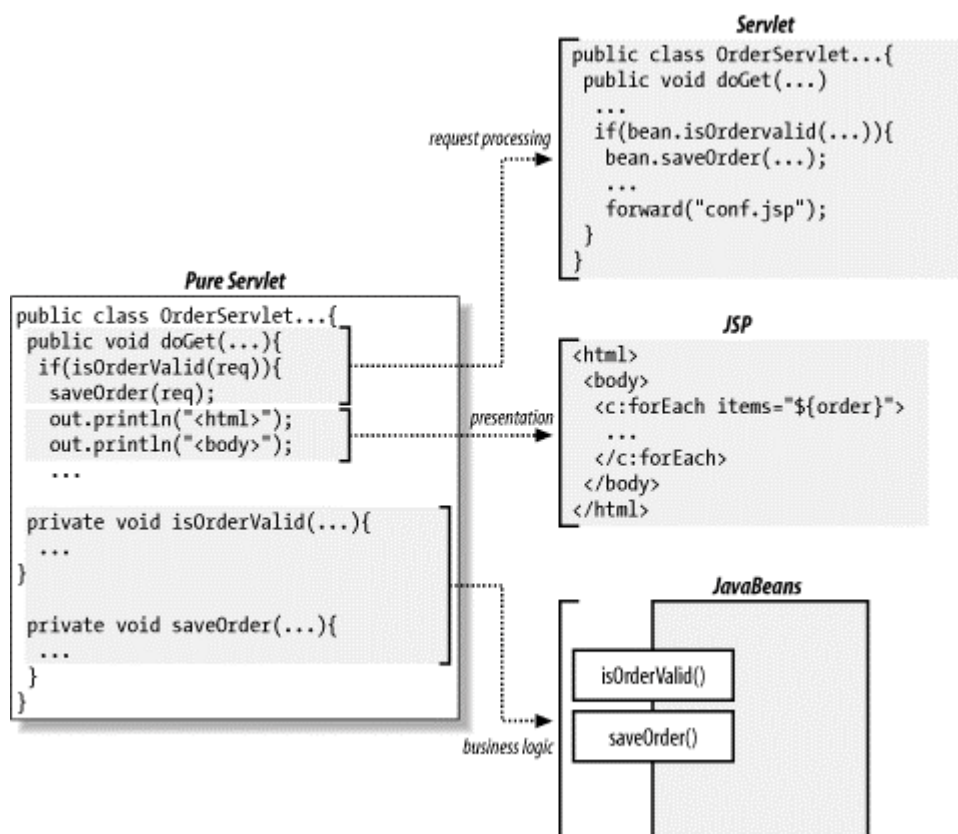 Servlet
public class OrderServlet...{
public void doGet(...)
...
if(bean.isOrdervalid(...)){
bean.saveOrder(...);
...
forward("conf.jsp");
}
}
request processing
Pure Servlet
public class OrderServlet...{
public void doGet(...){
if(isOrderValid(req)){
saveOrder(req);
out.println("<html>");
out.println("<body>");
...
private void isOrderValid(...){
...
}
private void saveOrder(...){
...
}
}
presentation
JSP
<html>
<body>
<c:forEach items="${order}">
...
</c:forEach>
</body>
</html>
business logic
JavaBeans
isOrderValid()
saveOrder()